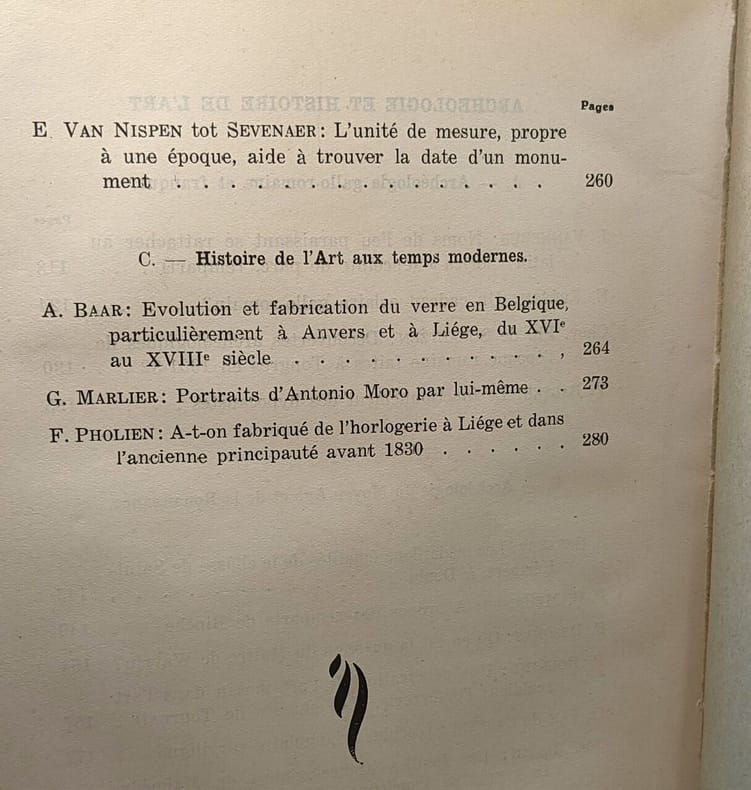 Pages
E. VAN NISPEN tot SEVENAER: L'unité de mesure, propre
à une époque, aide à trouver la date d'un monu-
ment . . . . . . . . . . . . . . . 260
C. — Histoire de l'Art aux temps modernes.
A. BAAR: Evolution et fabrication du verre en Belgique,
particulièrement à Anvers et à Liége, du XVIe
au XVIIIe siècle . . . . . . . . . . . , 264
G. MARLIER: Portraits d'Antonio Moro par lui-même . . 273
F. PHOLIEN: A-t-on fabriqué de l'horlogerie à Liége et dans
l'ancienne principauté avant 1830 . . . . . . 280